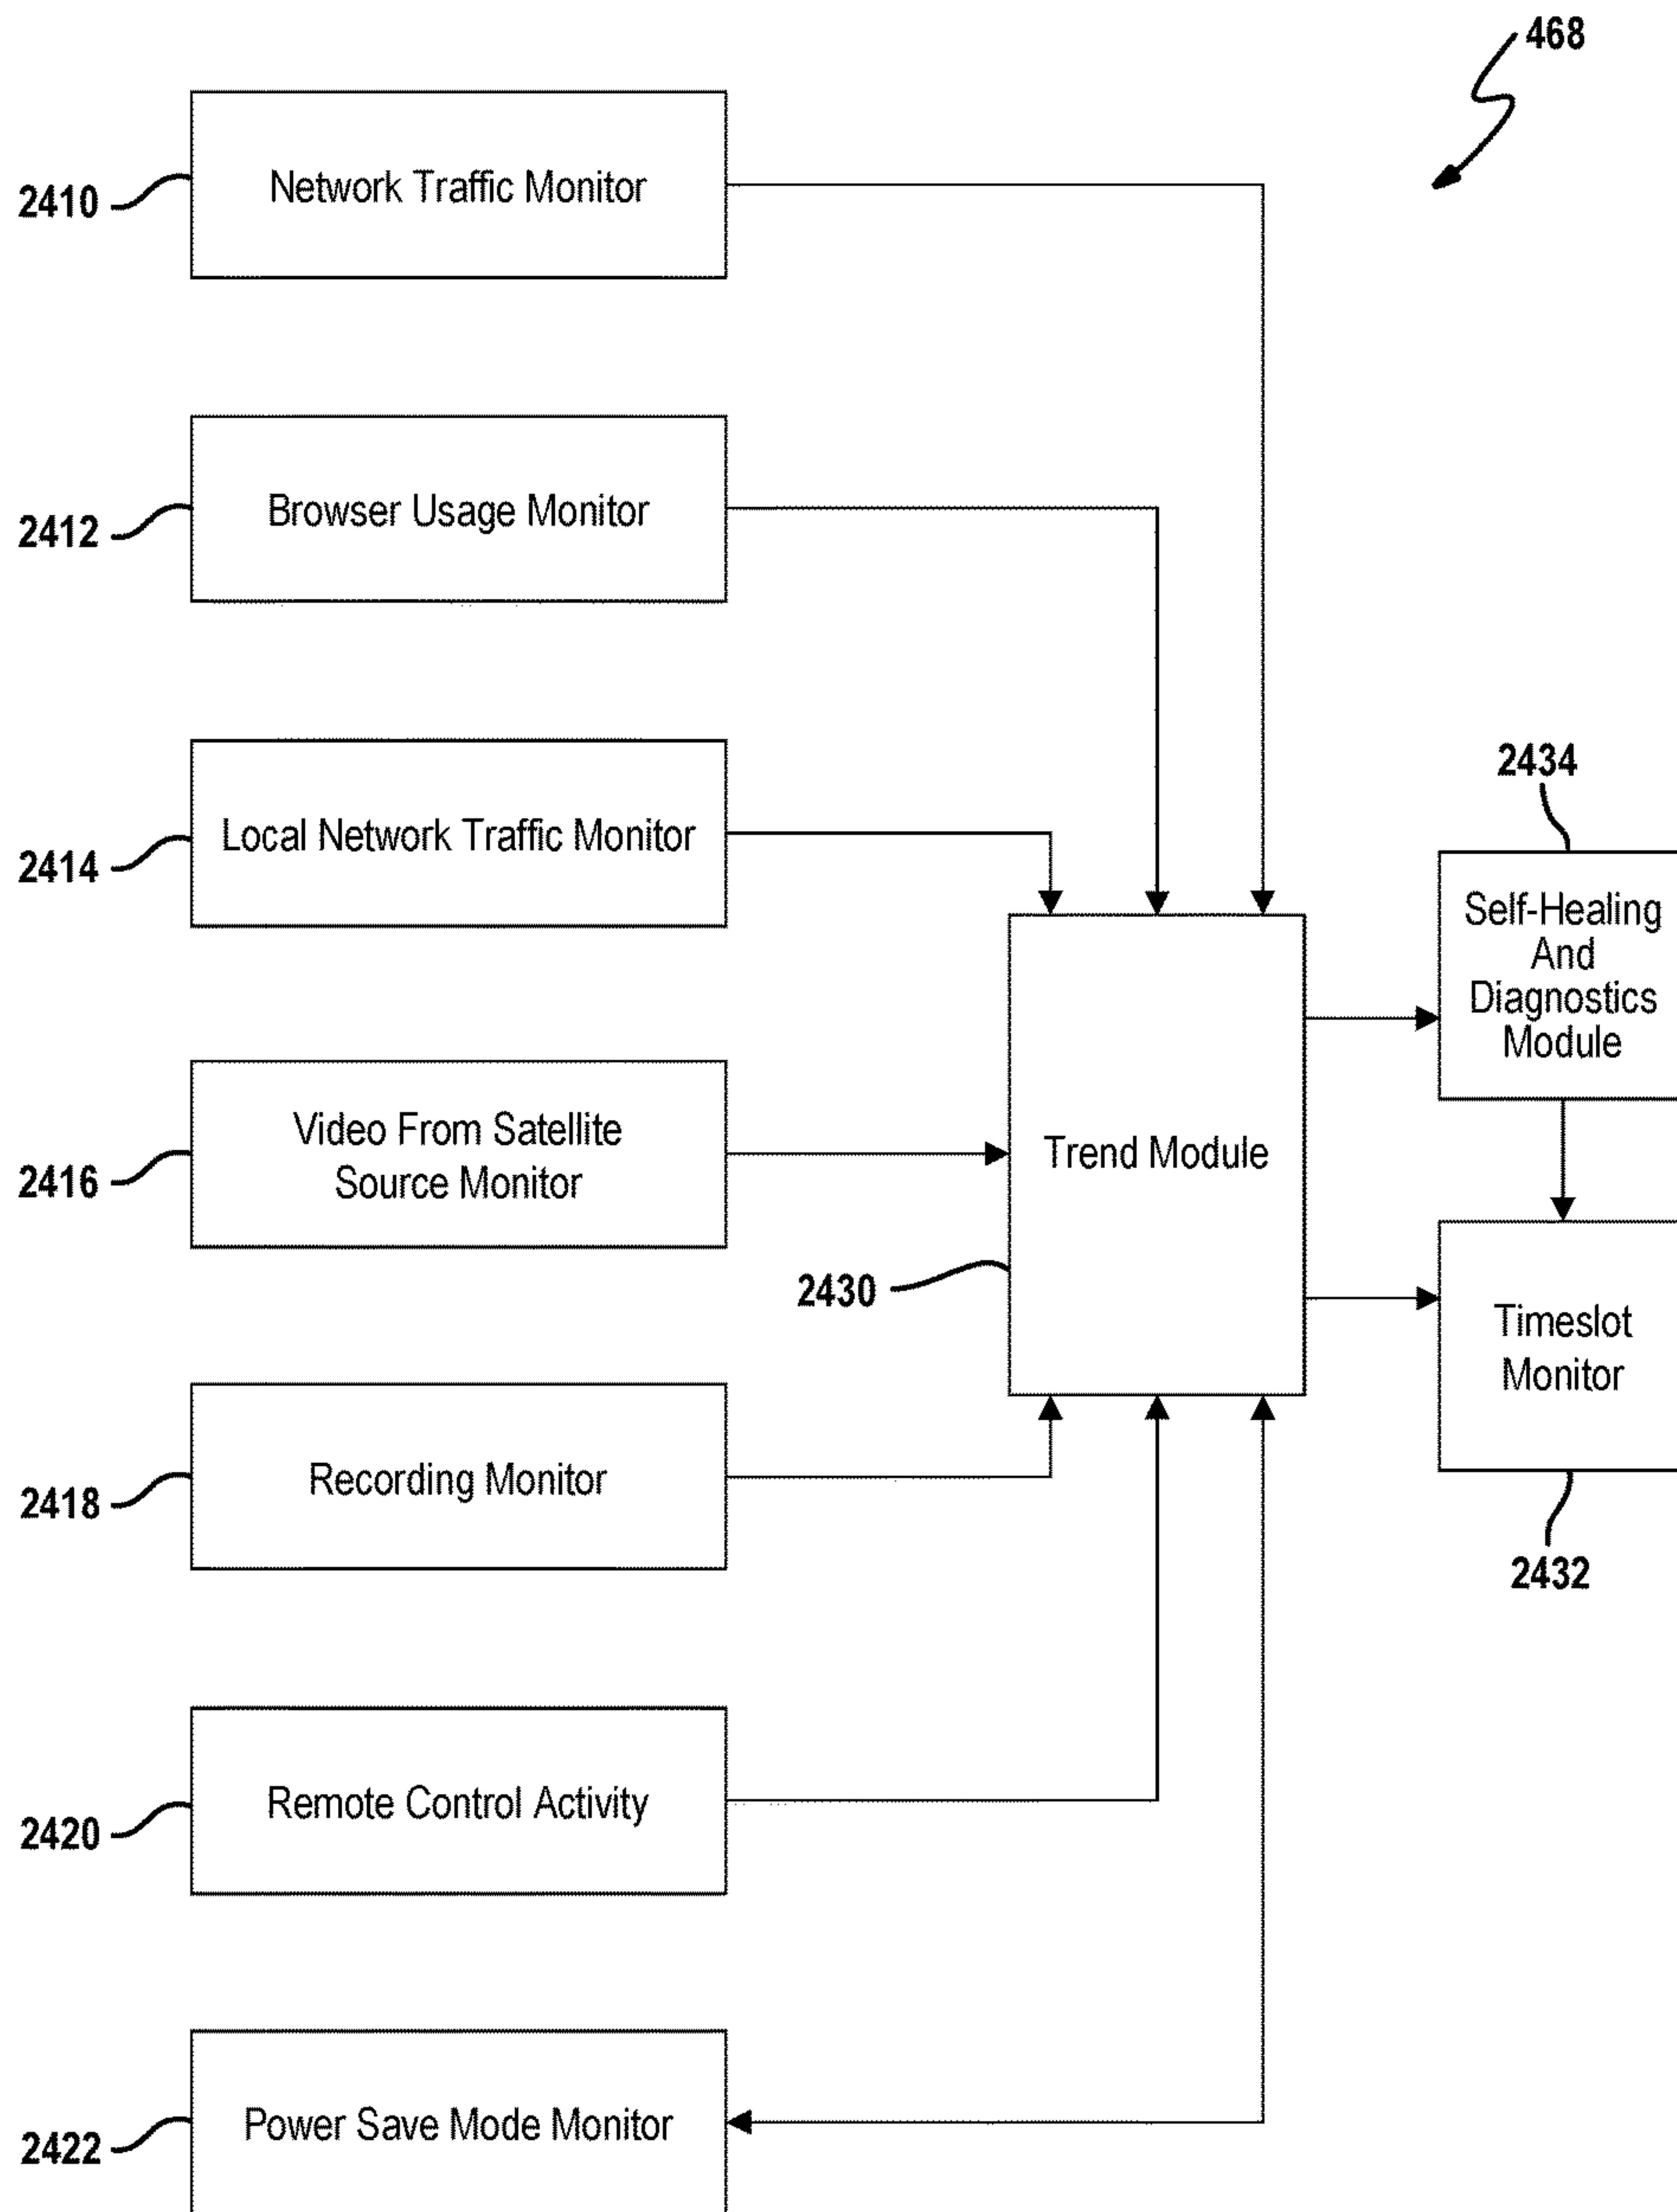 468
2410
Network Traffic Monitor
2412
Browser Usage Monitor
2414
Local Network Traffic Monitor
2434
Self-Healing
And
Diagnostics
Module
2416
Video From Satellite
Source Monitor
Trend Module
2430
Timeslot
Monitor
2432
2418
Recording Monitor
2420
Remote Control Activity
2422
Power Save Mode Monitor